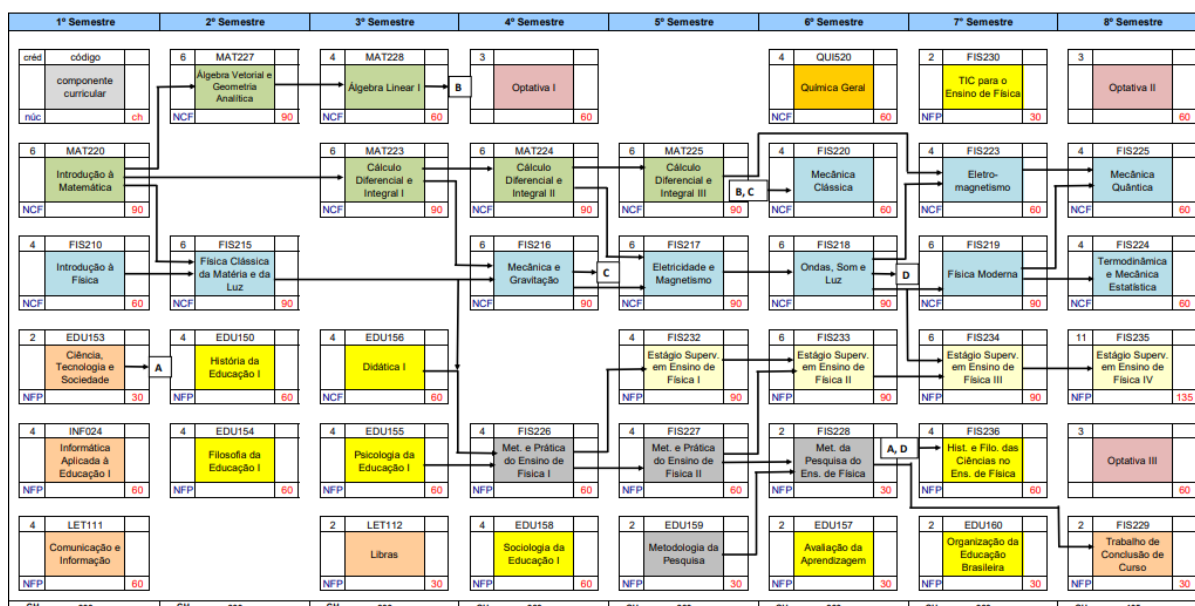 1º Semestre
2º Semestre
3º Semestre
4º Semestre
5º Semestre
6º Semestre
7º Semestre
8º Semestre
créd código
componente
curricular
núc ch
6 MAT227
Álgebra Vetorial e
Geometria
Analítica
NCF 90
4 MAT228
Álgebra Linear I
NCF 60
B
3
Optativa I
60
4 QUI520
Química Geral
NCF 60
2 FIS230
TIC para o
Ensino de Física
NFP 30
3
Optativa II
60
6 MAT220
Introdução à
Matemática
NCF 90
6 MAT223
Cálculo
Diferencial e
Integral I
NCF 90
6 MAT224
Cálculo
Diferencial e
Integral II
NCF 90
6 MAT225
Cálculo
Diferencial e
Integral III
NCF 90
B, C
4 FIS220
Mecânica
Clássica
NCF 60
4 FIS223
Eletro-
magnetismo
NCF 60
4 FIS225
Mecânica
Quântica
NCF 60
4 FIS210
Introdução à
Física
NCF 60
6 FIS215
Física Clássica
da Matéria e da
Luz
NCF 90
6 FIS216
Mecânica e
Gravitação
NCF 90
C
6 FIS217
Eletricidade e
Magnetismo
NCF 90
6 FIS218
Ondas, Som e
Luz
NCF 90
D
6 FIS219
Física Moderna
NCF 90
4 FIS224
Termodinâmica
e Mecânica
Estatística
NCF 60
2 EDU153
Ciência,
Tecnologia e
Sociedade
NFP 30
A
4 EDU150
História da
Educação I
NFP 60
4 EDU156
Didática I
NCF 60
6 FIS232
Estágio Superv.
em Ensino de
Física I
NFP 90
6 FIS233
Estágio Superv.
em Ensino de
Física II
NFP 90
6 FIS234
Estágio Superv.
em Ensino de
Física III
NFP 90
11 FIS235
Estágio Superv.
em Ensino de
Física IV
NFP 135
4 INF024
Informática
Aplicada à
Educação I
NFP 60
4 EDU154
Filosofia da
Educação I
NFP 60
4 EDU155
Psicologia da
Educação I
NFP 60
4 FIS226
Met. e Prática
do Ensino de
Física I
NFP 60
4 FIS227
Met. e Prática
do Ensino de
Física II
NFP 60
2 FIS228
Met. da
Pesquisa do
Ens. de Física
NFP 30
A, D
4 FIS236
Hist. e Filo. das
Ciências no
Ens. de Física
NFP 60
3
Optativa III
60
4 LET111
Comunicação e
Informação
NFP 60
2 LET112
Libras
NFP 30
4 EDU158
Sociologia da
Educação I
NFP 60
2 EDU159
Metodologia da
Pesquisa
NFP 30
2 EDU157
Avaliação da
Aprendizagem
NFP 30
2 EDU160
Organização da
Educação
Brasileira
NFP 30
2 FIS229
Trabalho de
Conclusão de
Curso
NFP 30